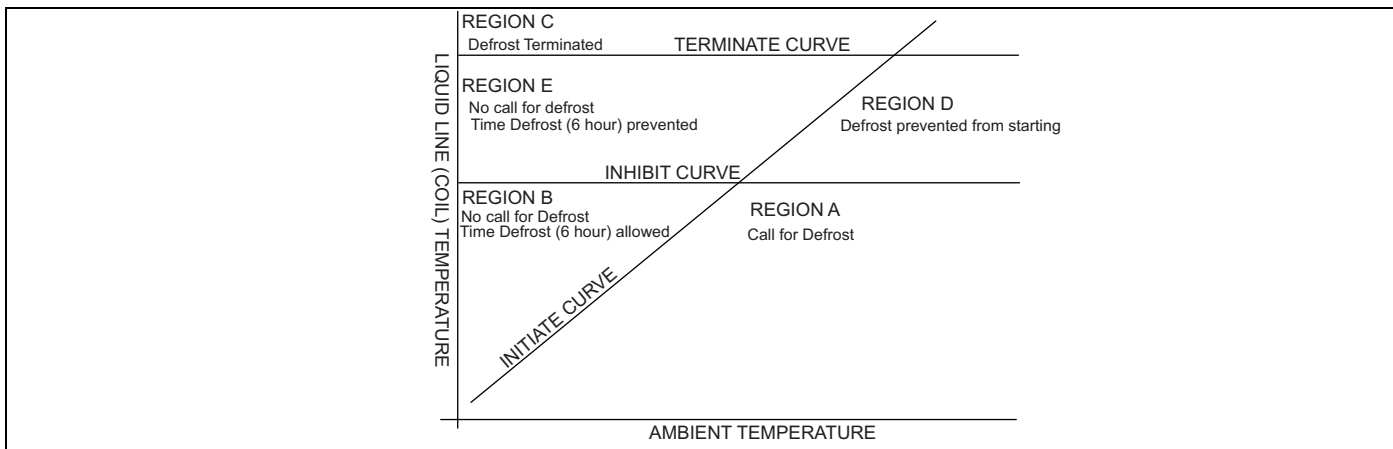 REGION C
Defrost Terminated
TERMINATE CURVE
LIQUID LINE (COIL) TEMPERATURE
REGION E
No call for defrost
Time Defrost (6 hour) prevented
REGION D
Defrost prevented from starting
INHIBIT CURVE
REGION B
No call for Defrost
Time Defrost (6 hour) allowed
REGION A
Call for Defrost
INITIATE CURVE
AMBIENT TEMPERATURE